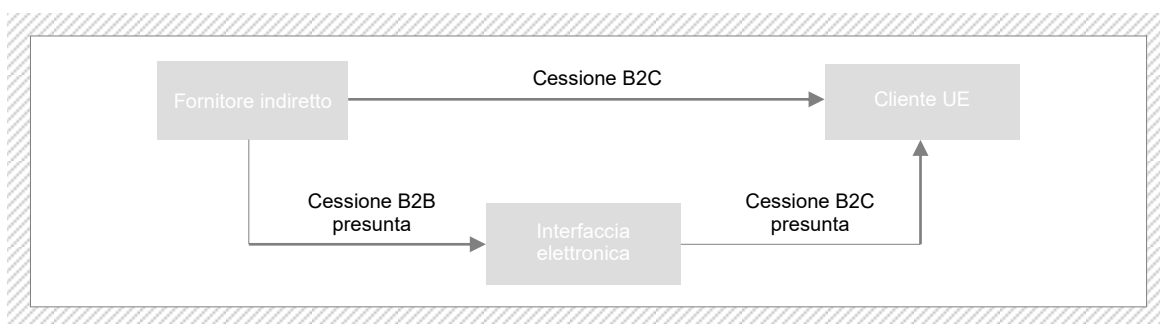 Cessione B2C
Fornitore indiretto
Cliente UE
Cessione B2B
presunta
Cessione B2C
presunta
Interfaccia
elettronica